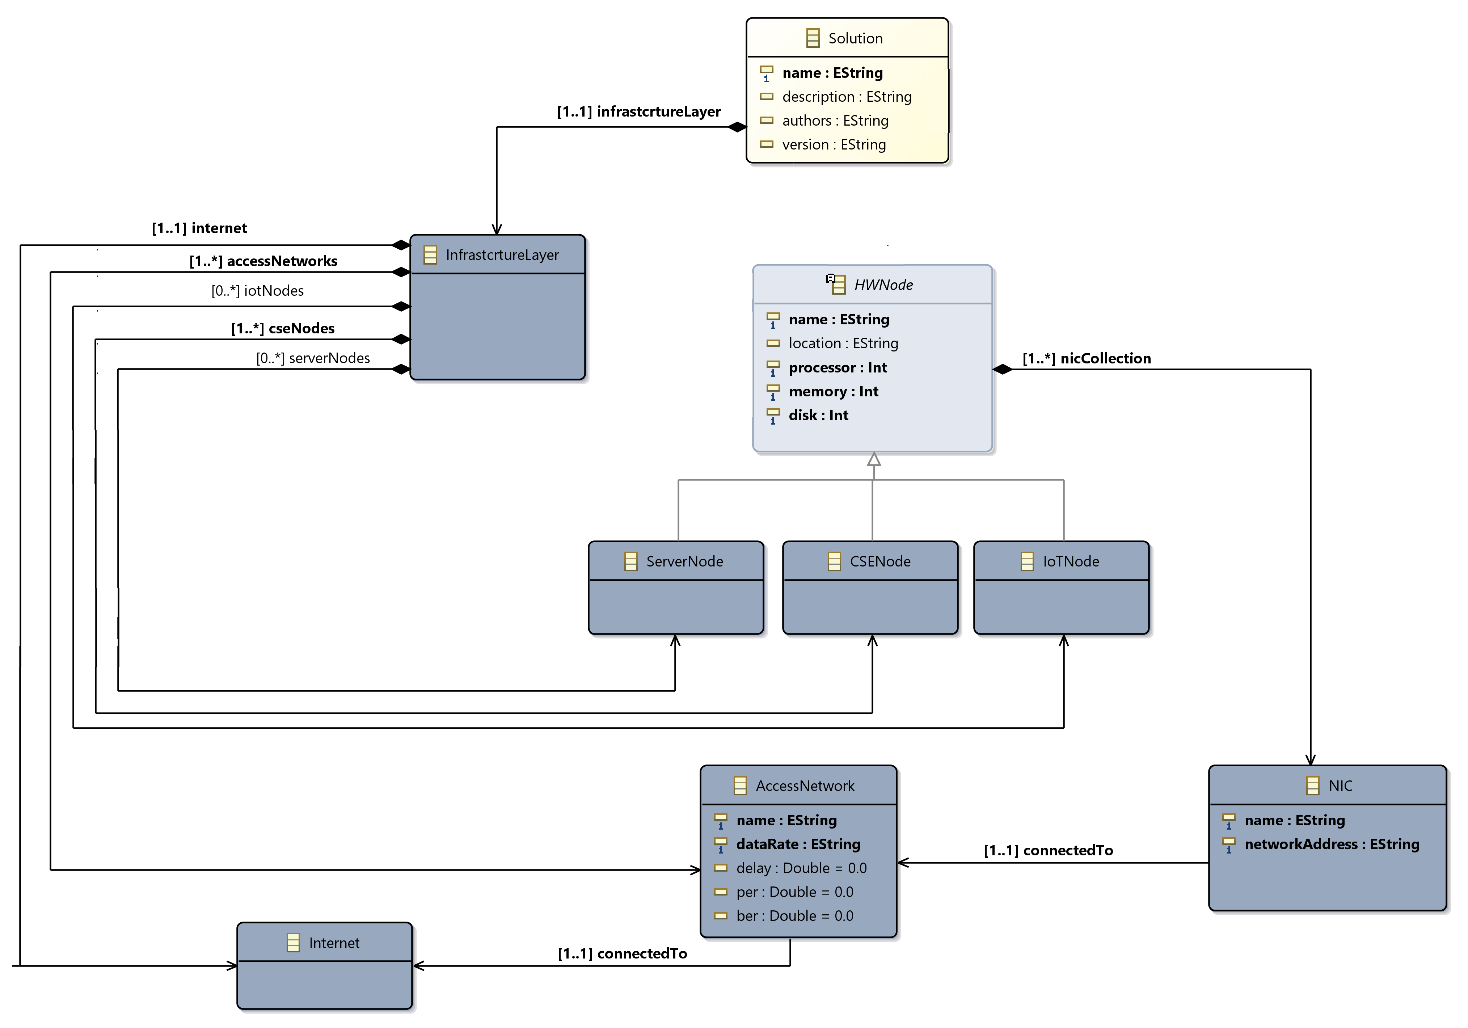 Solution
name : EString
description : EString
authors : EString
version : EString
[1..1] infrastcrtureLayer
[1..1] internet
[1..*] accessNetworks
[0..*] iotNodes
[1..*] cseNodes
[0..*] serverNodes
InfrastcrtureLayer
HWNode
name : EString
location : EString
processor : Int
memory : Int
disk : Int
[1..*] nicCollection
ServerNode
CSENode
IoTNode
AccessNetwork
name : EString
dataRate : EString
delay : Double = 0.0
per : Double = 0.0
ber : Double = 0.0
[1..1] connectedTo
NIC
name : EString
networkAddress : EString
Internet
[1..1] connectedTo